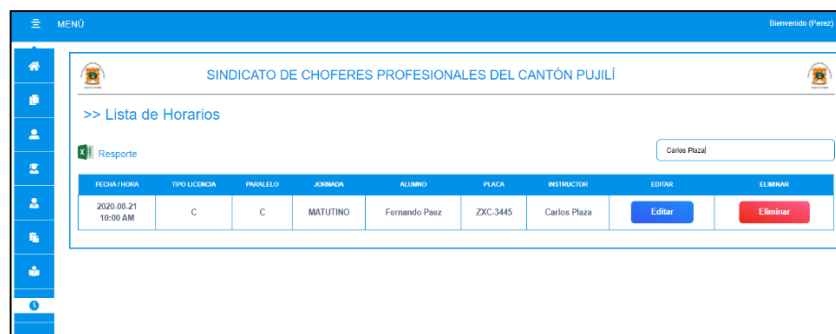 MENÚ
Bienvenido (Perez)
SINDICATO DE CHOFERES PROFESIONALES DEL CANTÓN PUJILÍ
>> Lista de Horarios
Resporte
Carlos Plaza
FECHA / HORA TIPO LICENCIA PARALELO JORNADA ALUMNO PLACA INSTRUCTOR EDITAR ELIMINAR
2020-08-21
10:00 AM C C MATUTINO Fernando Paez ZXC-3445 Carlos Plaza Editar Eliminar